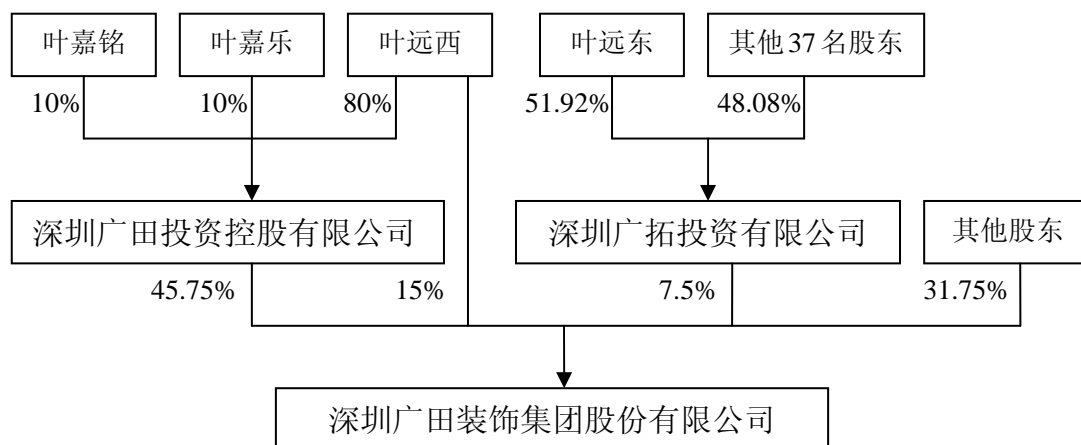 叶嘉铭 叶嘉乐 叶远西 叶远东 其他37名股东
10% 10% 80% 51.92% 48.08%
深圳广田投资控股有限公司 深圳广拓投资有限公司 其他股东
45.75% 15% 7.5% 31.75%
深圳广田装饰集团股份有限公司